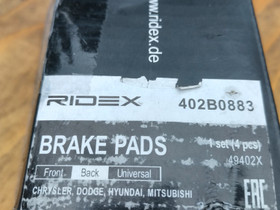 www.ridex.de
RIDEX
402B0883
BRAKE PADS
1 set (4 pcs)
49402X
Front Back Universal
CHRYSLER, DODGE, HYUNDAI, MITSUBISHI
EAC